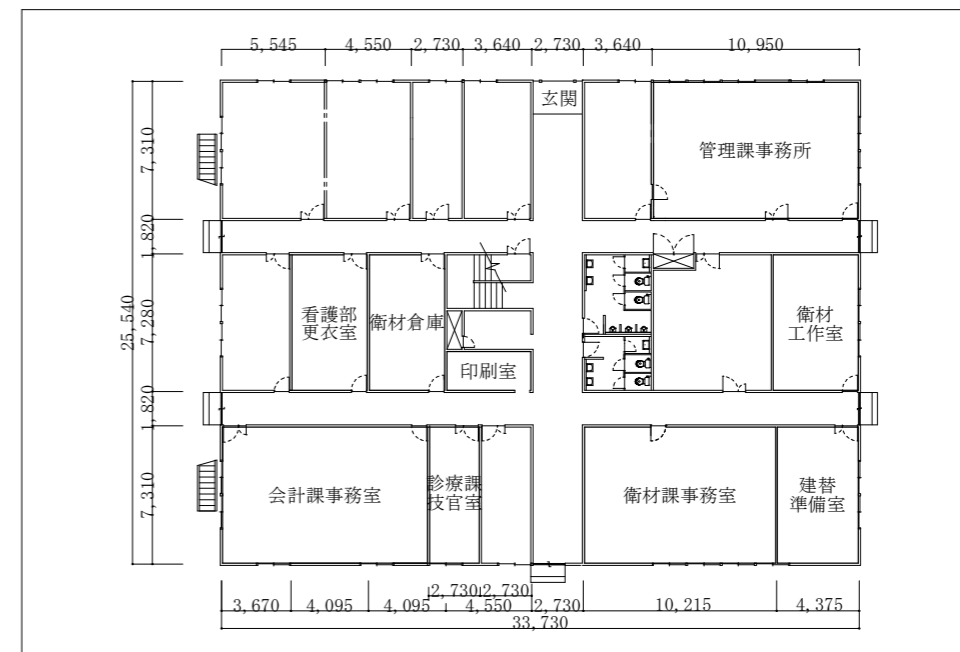 5,545 4,550 2,730 3,640 2,730 3,640 10,950
玄関
管理課事務所
7,310
1,820
25,540
7,280
看護部
更衣室
衛材倉庫
衛材
工作室
印刷室
1,820
7,310
会計課事務室
診療課
技官室
衛材課事務室
建替
準備室
2,730 2,730
3,670 4,095 4,095 4,550 2,730 10,215 4,375
33,730